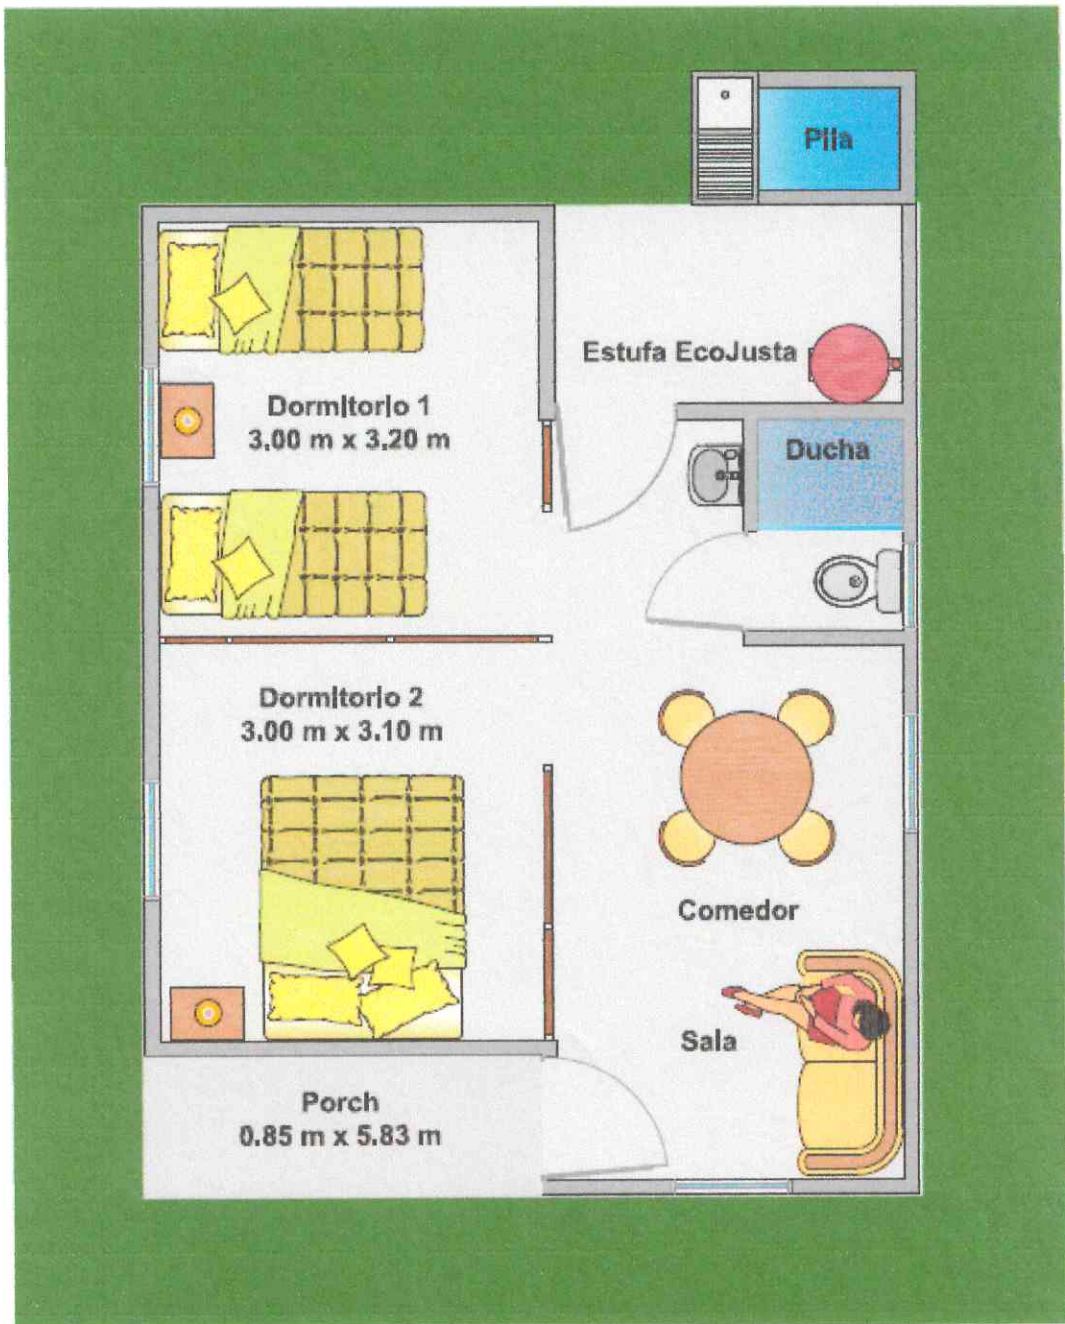 Pila
Estufa EcoJusta
Dormitorio 1
3.00 m x 3.20 m
Ducha
Dormitorio 2
3.00 m x 3.10 m
Comedor
Sala
Porch
0.85 m x 5.83 m